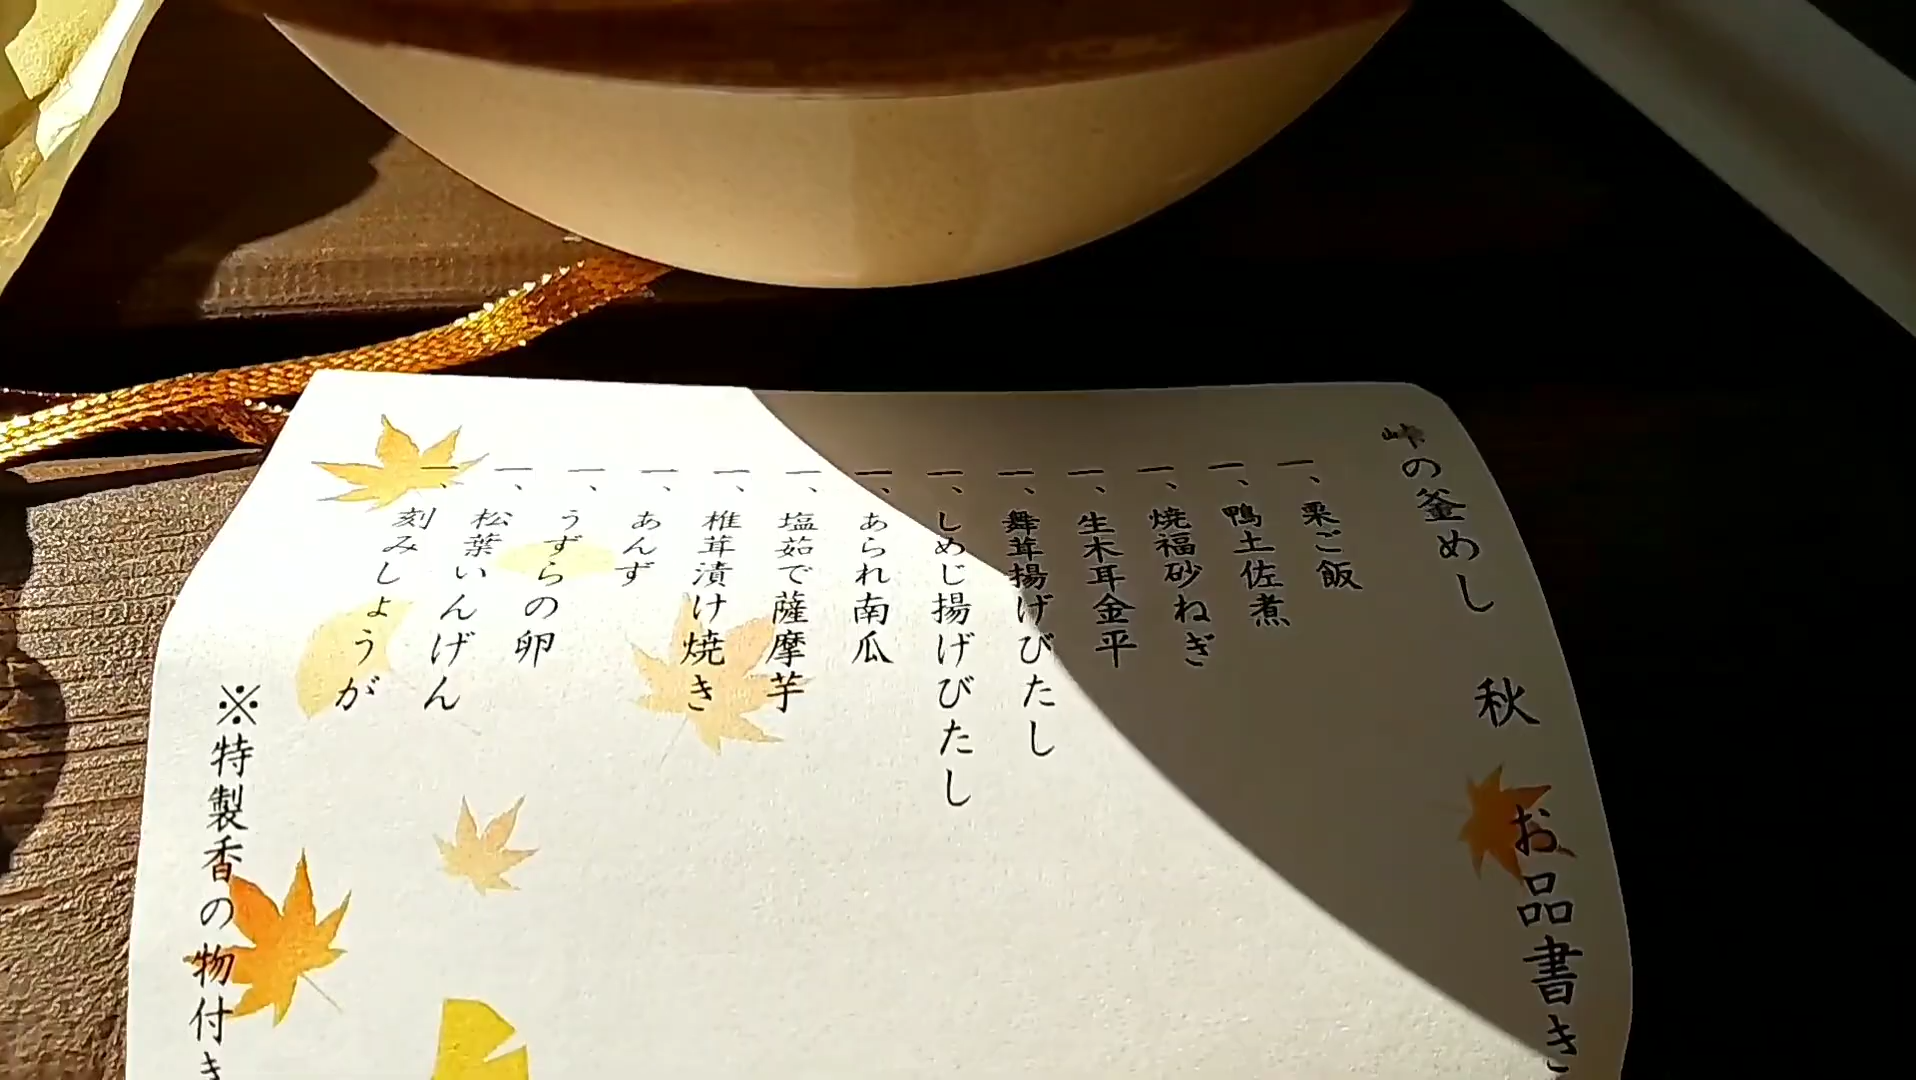 峠の釜めし 秋 お品書き
一、栗ご飯
一、鴨土佐煮
一、焼福砂ねぎ
一、生木耳金平
一、舞茸揚げびたし
一、しめじ揚げびたし
一、あられ南瓜
一、塩茹で薩摩芋
一、椎茸漬け焼き
一、あんず
一、うずらの卵
一、松葉いんげん
一、刻みしょうが
※特製香の物付き